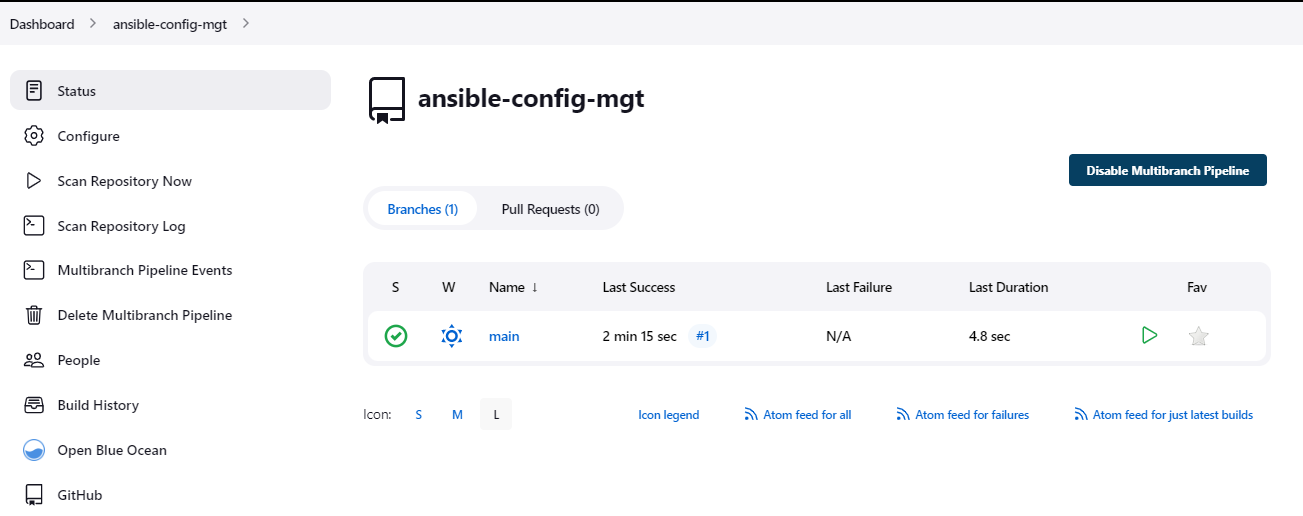 Dashboard > ansible-config-mgt >
Status
Configure
Scan Repository Now
Scan Repository Log
Multibranch Pipeline Events
Delete Multibranch Pipeline
People
Build History
Open Blue Ocean
GitHub
ansible-config-mgt
Disable Multibranch Pipeline
Branches (1) Pull Requests (0)
S W Name ↓ Last Success Last Failure Last Duration Fav
main 2 min 15 sec #1 N/A 4.8 sec
Icon: S M L Icon legend Atom feed for all Atom feed for failures Atom feed for just latest builds